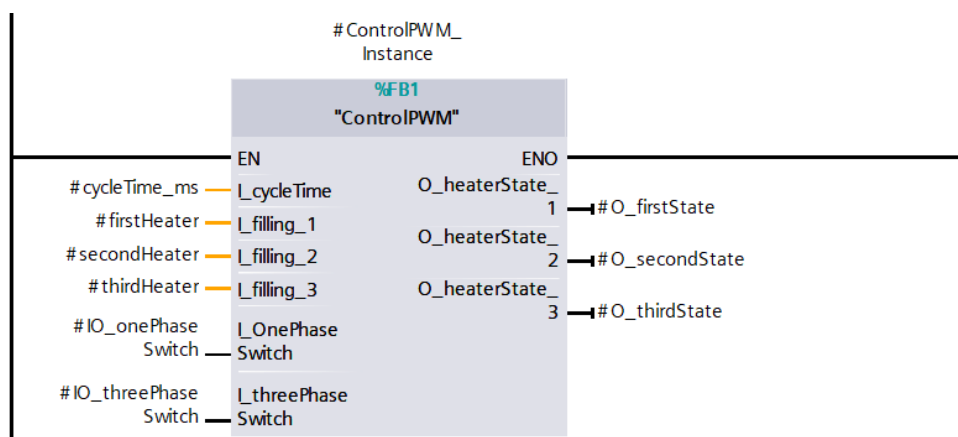 #ControlPWM_
Instance
%FB1
"ControlPWM"
EN ENO
#cycleTime_ms I_cycleTime O_heaterState_
1 #O_firstState
#firstHeater I_filling_1
O_heaterState_
#secondHeater I_filling_2 2 #O_secondState
#thirdHeater I_filling_3 O_heaterState_
3 #O_thirdState
#IO_onePhase I_OnePhase
Switch Switch
#IO_threePhase I_threePhase
Switch Switch